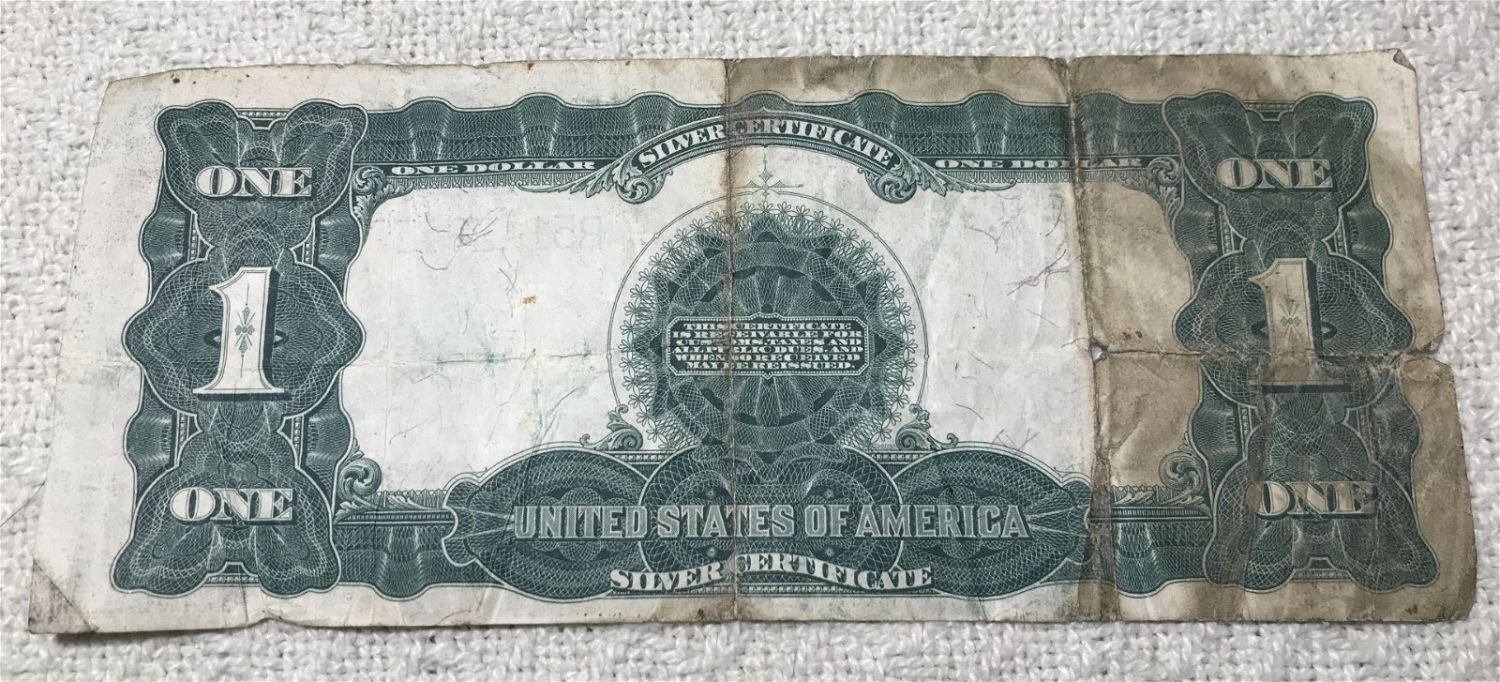 SILVER CERTIFICATE
ONE DOLLAR
ONE DOLLAR
ONE
ONE
1
1
THIS CERTIFICATE
IS RECEIVABLE FOR
CUSTOMS, TAXES AND
ALL PUBLIC DUES AND
WHEN SO RECEIVED
MAY BE REISSUED.
ONE
ONE
UNITED STATES OF AMERICA
SILVER CERTIFICATE